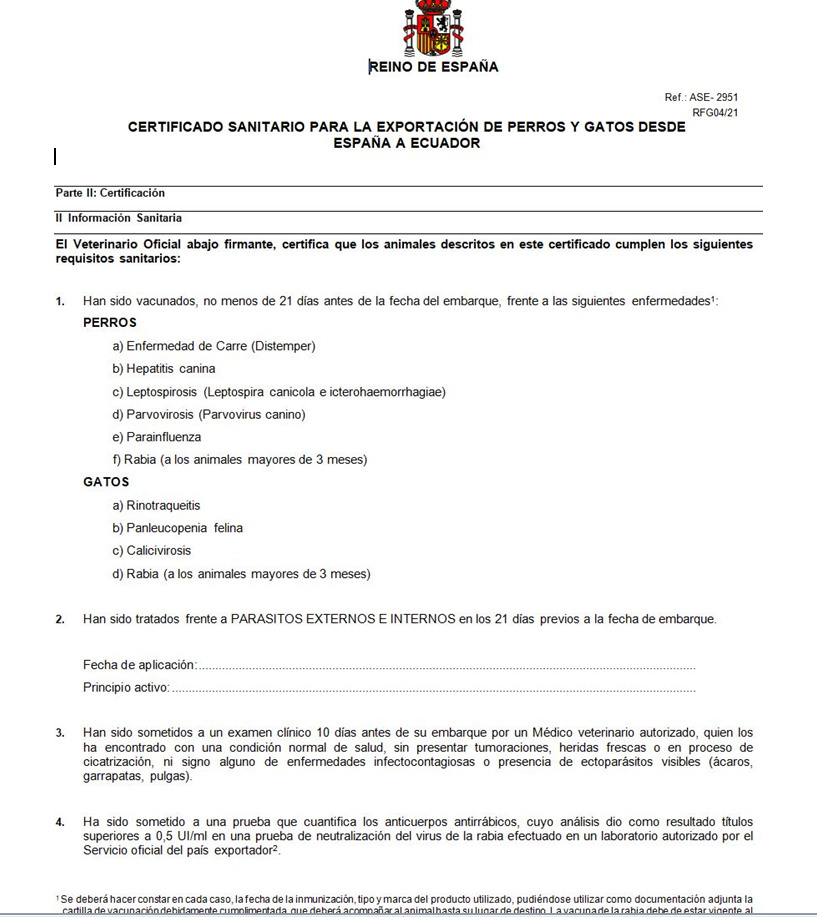 REINO DE ESPAÑA
Ref.: ASE- 2951
RFG04/21
CERTIFICADO SANITARIO PARA LA EXPORTACIÓN DE PERROS Y GATOS DESDE
ESPAÑA A ECUADOR
Parte II: Certificación
II Información Sanitaria
El Veterinario Oficial abajo firmante, certifica que los animales descritos en este certificado cumplen los siguientes
requisitos sanitarios:
1. Han sido vacunados, no menos de 21 días antes de la fecha del embarque, frente a las siguientes enfermedades¹:
PERROS
a) Enfermedad de Carre (Distemper)
b) Hepatitis canina
c) Leptospirosis (Leptospira canicola e icterohaemorrhagiae)
d) Parvovirosis (Parvovirus canino)
e) Parainfluenza
f) Rabia (a los animales mayores de 3 meses)
GATOS
a) Rinotraqueitis
b) Panleucopenia felina
c) Calicivirosis
d) Rabia (a los animales mayores de 3 meses)
2. Han sido tratados frente a PARASITOS EXTERNOS E INTERNOS en los 21 días previos a la fecha de embarque.
Fecha de aplicación:
Principio activo:
3. Han sido sometidos a un examen clínico 10 días antes de su embarque por un Médico veterinario autorizado, quien los
ha encontrado con una condición normal de salud, sin presentar tumoraciones, heridas frescas o en proceso de
cicatrización, ni signo alguno de enfermedades infectocontagiosas o presencia de ectoparásitos visibles (ácaros,
garrapatas, pulgas).
4. Ha sido sometido a una prueba que cuantifica los anticuerpos antirrábicos, cuyo análisis dio como resultado títulos
superiores a 0,5 UI/ml en una prueba de neutralización del virus de la rabia efectuado en un laboratorio autorizado por el
Servicio oficial del país exportador².
¹ Se deberá hacer constar en cada caso, la fecha de la inmunización, tipo y marca del producto utilizado, pudiéndose utilizar como documentación adjunta la
cartilla de vacunación debidamente cumplimentada, que deberá acompañar al animal hasta su lugar de destino. La vacuna de la rabia debe de estar vigente al